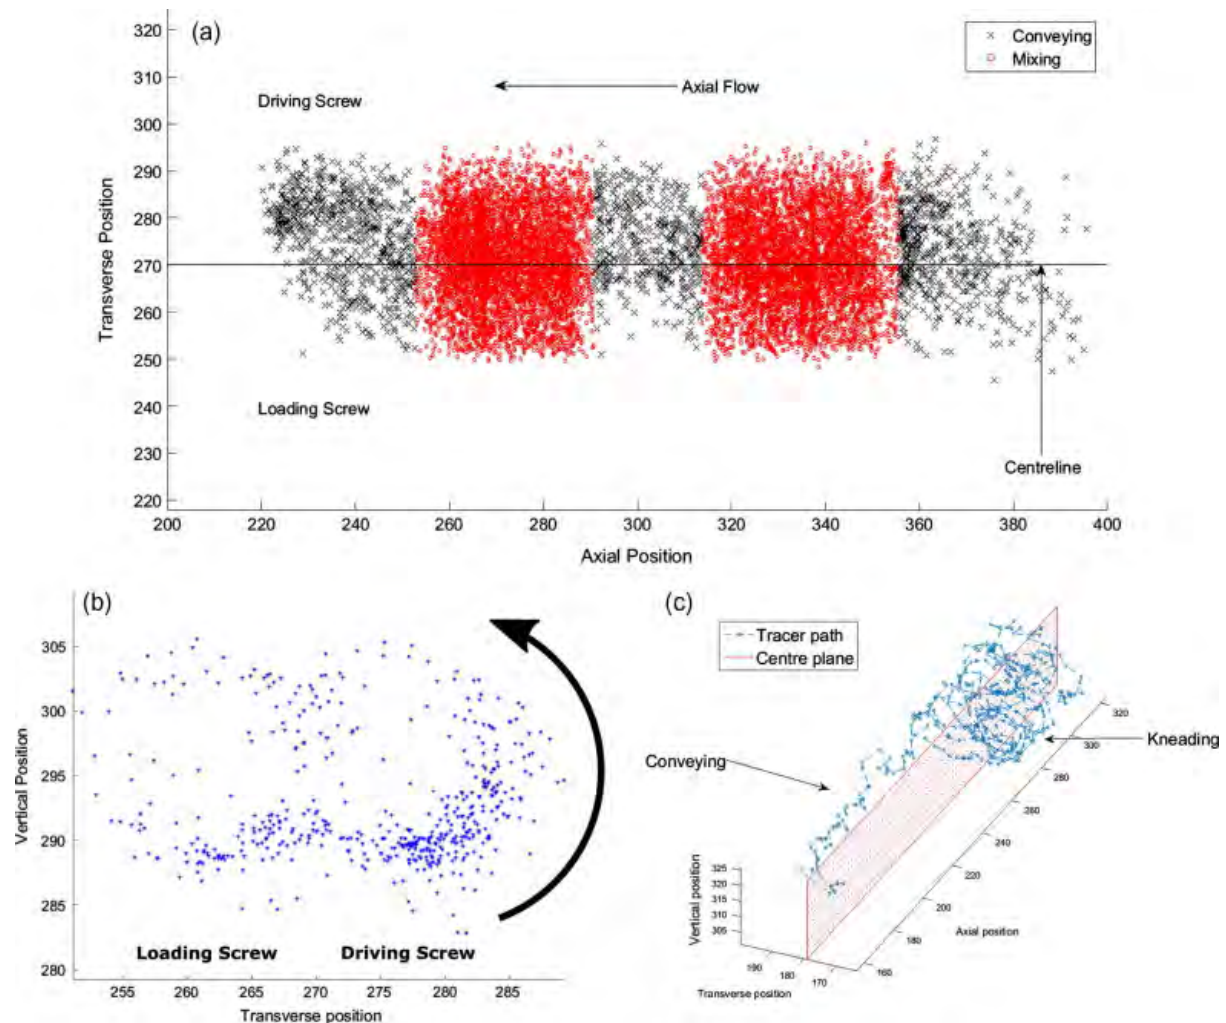 (a)
Conveying
Mixing
Axial Flow
Driving Screw
Loading Screw
Centreline
Transverse Position
320
310
300
290
280
270
260
250
240
230
220
200 220 240 260 280 300 320 340 360 380 400
Axial Position
(b)
Vertical Position
305
300
295
290
285
280
Loading Screw Driving Screw
255 260 265 270 275 280 285
Transverse position
(c)
Tracer path
Centre plane
Conveying
Kneading
Vertical position
325
320
315
310
305
190 180 170
Transverse position
160
180
200
220
240
260
280
300
320
Axial position